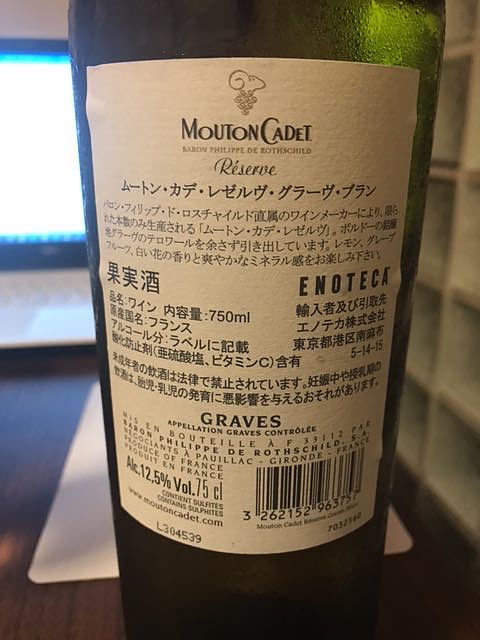 MOUTON CADET
BARON PHILIPPE DE ROTHSCHILD
Réserve
ムートン・カデ・レゼルヴ・グラーヴ・ブラン
バロン・フィリップ・ド・ロスチャイルド直属のワインメーカーにより、限ら
れた本数のみ生産される「ムートン・カデ・レゼルヴ」。ボルドーの銘醸
地グラーヴのテロワールを余さず引き出しています。レモン、グレープ
フルーツ、白い花の香りと爽やかなミネラル感をお楽しみ下さい。
果実酒
ENOTECA
品名:ワイン 内容量:750ml
原産国名:フランス
アルコール分:ラベルに記載
酸化防止剤(亜硫酸塩、ビタミンC)含有
輸入者及び引取先
エノテカ株式会社
東京都港区南麻布
5-14-15
未成年者の飲酒は法律で禁止されています。妊娠中や授乳期の
飲酒は、胎児・乳児の発育に悪影響を与えるおそれがあります。
GRAVES
APPELLATION GRAVES CONTRÔLÉE
MIS EN BOUTEILLE À F 33112 PAR
BARON PHILIPPE DE ROTHSCHILD, S.A.
NÉGOCIANTS À PAUILLAC - GIRONDE - FRANCE
PRODUCE OF FRANCE
PRODUIT EN FRANCE
Alc.12,5% Vol.75 cl
CONTIENT SULFITES
CONTAINS SULPHITES
www.moutoncadet.com
L304539
3 262152 963757
Mouton Cadet Réserve Graves Blanc
7032560